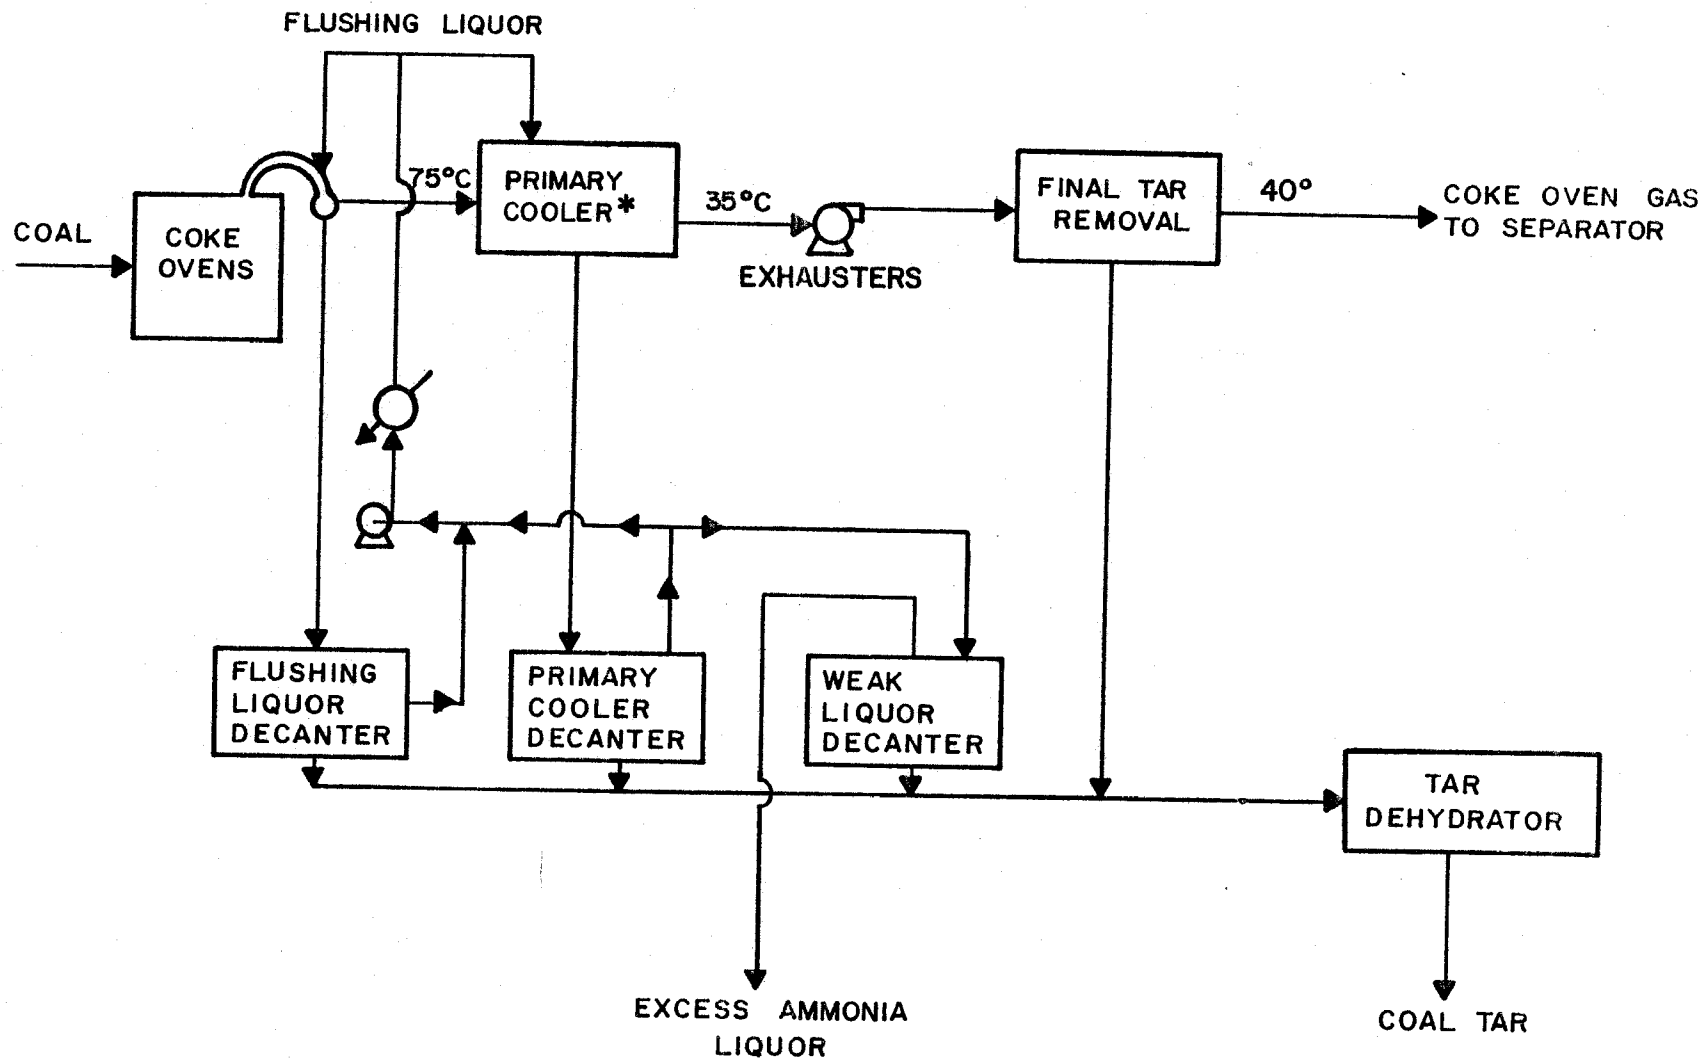 FLUSHING LIQUOR
COAL
COKE
OVENS
75°C
PRIMARY
COOLER*
35°C
EXHAUSTERS
FINAL TAR
REMOVAL
40°
COKE OVEN GAS
TO SEPARATOR
FLUSHING
LIQUOR
DECANTER
PRIMARY
COOLER
DECANTER
WEAK
LIQUOR
DECANTER
TAR
DEHYDRATOR
EXCESS AMMONIA
LIQUOR
COAL TAR